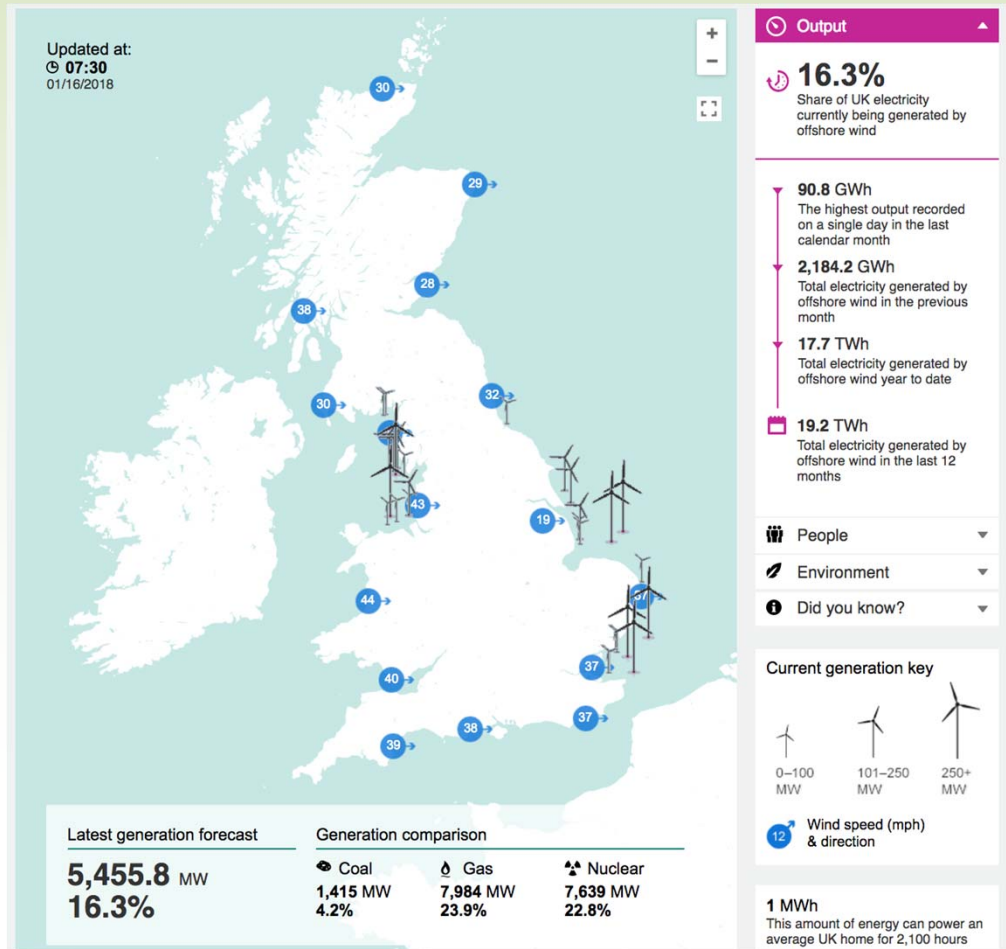 Updated at:
07:30
01/16/2018
+
−
30
29
28
38
30
32
43
19
44
37
37
40
38
37
39
Latest generation forecast
5,455.8 MW
16.3%
Generation comparison
Coal
1,415 MW
4.2%
Gas
7,984 MW
23.9%
Nuclear
7,639 MW
22.8%
Output
16.3%
Share of UK electricity
currently being generated by
offshore wind
90.8 GWh
The highest output recorded
on a single day in the last
calendar month
2,184.2 GWh
Total electricity generated by
offshore wind in the previous
month
17.7 TWh
Total electricity generated by
offshore wind year to date
19.2 TWh
Total electricity generated by
offshore wind in the last 12
months
People
Environment
Did you know?
Current generation key
0–100
MW
101–250
MW
250+
MW
12
Wind speed (mph)
& direction
1 MWh
This amount of energy can power an
average UK home for 2,100 hours